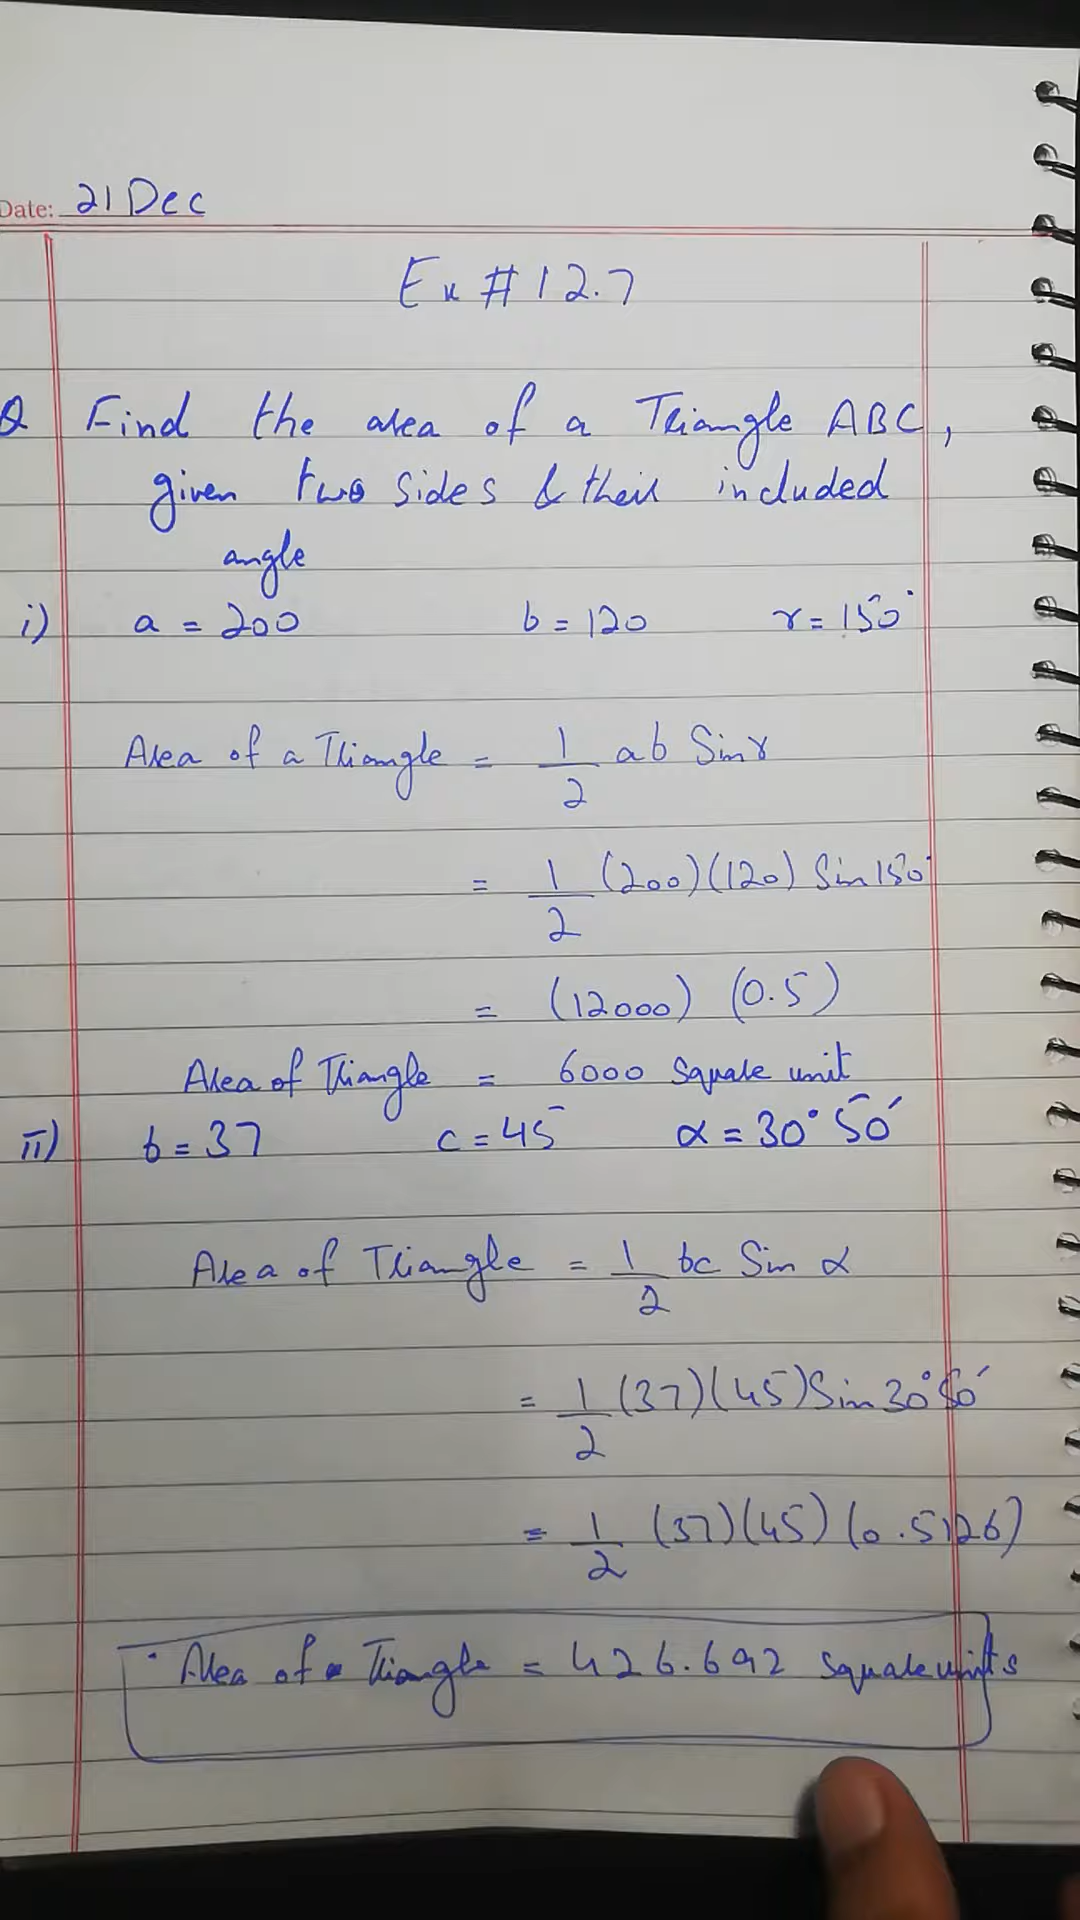 Date: 21 Dec
Ex # 12.7
Q Find the area of a Triangle ABC,
given two sides & their included
angle
i) a = 200 b = 120 γ = 150°
Area of a Triangle = 1/2 ab Sin γ
= 1/2 (200)(120) Sin 150°
= (12000) (0.5)
Area of Triangle = 6000 Square unit
ii) b = 37 c = 45 α = 30° 50′
Area of Triangle = 1/2 bc Sin α
= 1/2 (37)(45) Sin 30° 50′
= 1/2 (37)(45) (0.5126)
Area of a Triangle = 426.692 square units